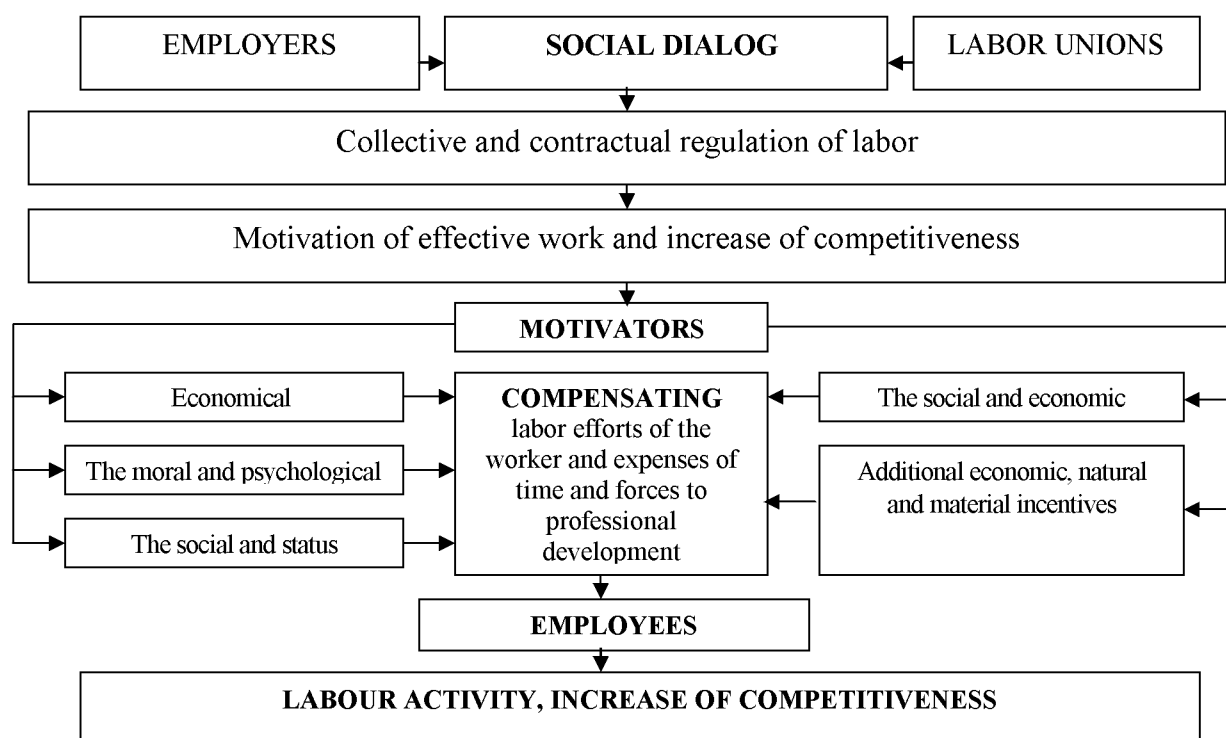 EMPLOYERS
SOCIAL DIALOG
LABOR UNIONS
Collective and contractual regulation of labor
Motivation of effective work and increase of competitiveness
MOTIVATORS
Economical
The moral and psychological
The social and status
COMPENSATING
labor efforts of the
worker and expenses of
time and forces to
professional
development
The social and economic
Additional economic, natural
and material incentives
EMPLOYEES
LABOUR ACTIVITY, INCREASE OF COMPETITIVENESS